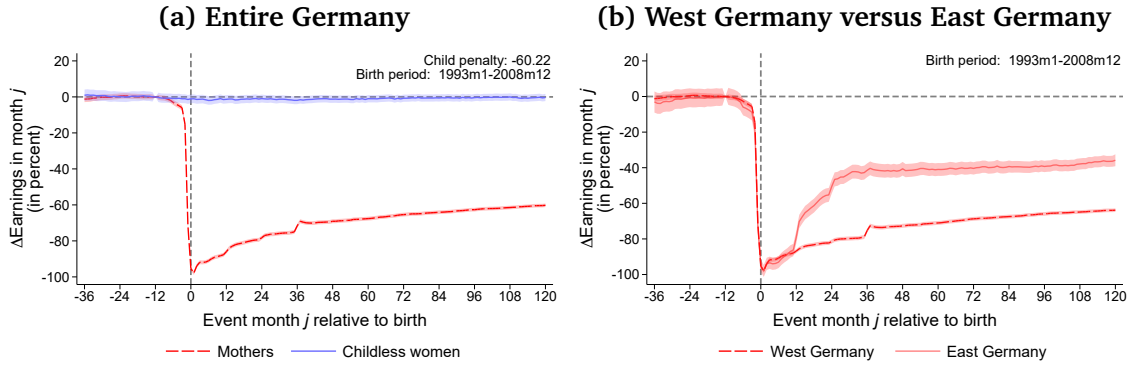 (a) Entire Germany
Child penalty: -60.22
Birth period: 1993m1-2008m12
ΔEarnings in month j
(in percent)
20
0
-20
-40
-60
-80
-100
-36 -24 -12 0 12 24 36 48 60 72 84 96 108 120
Event month j relative to birth
Mothers Childless women
(b) West Germany versus East Germany
Birth period: 1993m1-2008m12
ΔEarnings in month j
(in percent)
20
0
-20
-40
-60
-80
-100
-36 -24 -12 0 12 24 36 48 60 72 84 96 108 120
Event month j relative to birth
West Germany East Germany